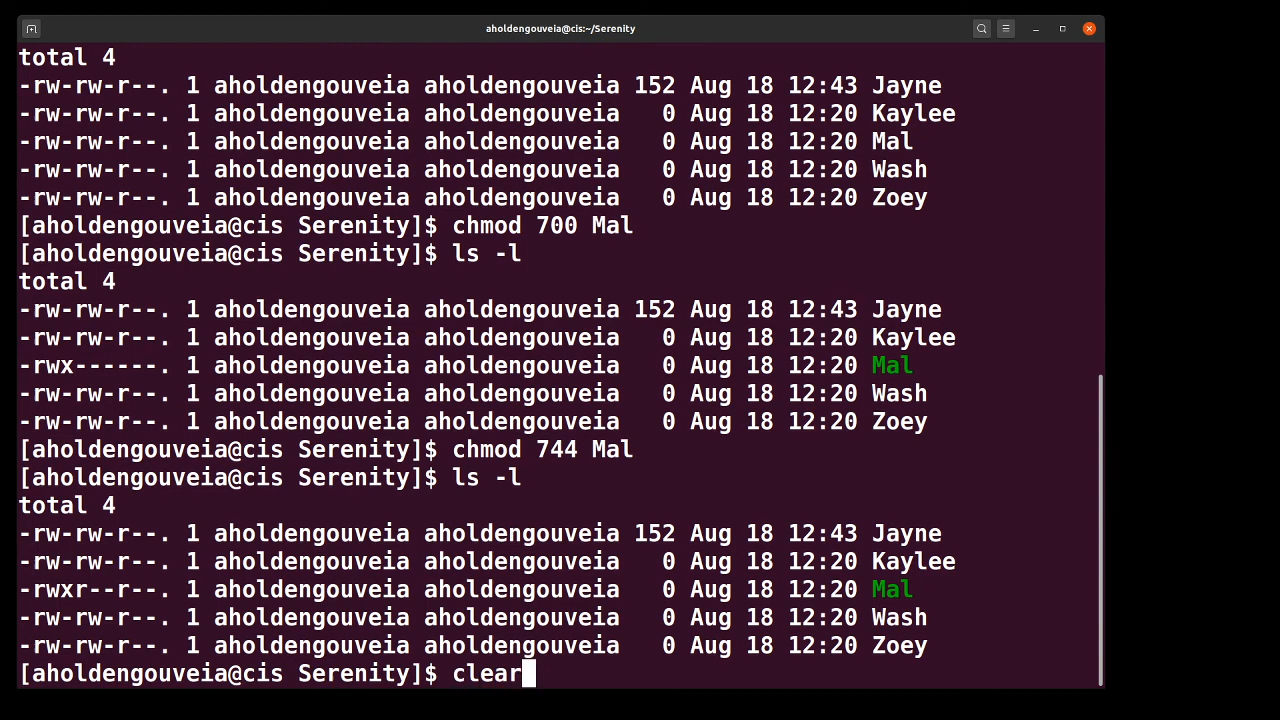 aholdengouveia@cis:~/Serenity
total 4
-rw-rw-r--. 1 aholdengouveia aholdengouveia 152 Aug 18 12:43 Jayne
-rw-rw-r--. 1 aholdengouveia aholdengouveia   0 Aug 18 12:20 Kaylee
-rw-rw-r--. 1 aholdengouveia aholdengouveia   0 Aug 18 12:20 Mal
-rw-rw-r--. 1 aholdengouveia aholdengouveia   0 Aug 18 12:20 Wash
-rw-rw-r--. 1 aholdengouveia aholdengouveia   0 Aug 18 12:20 Zoey
[aholdengouveia@cis Serenity]$ chmod 700 Mal
[aholdengouveia@cis Serenity]$ ls -l
total 4
-rw-rw-r--. 1 aholdengouveia aholdengouveia 152 Aug 18 12:43 Jayne
-rw-rw-r--. 1 aholdengouveia aholdengouveia   0 Aug 18 12:20 Kaylee
-rwx------. 1 aholdengouveia aholdengouveia   0 Aug 18 12:20 Mal
-rw-rw-r--. 1 aholdengouveia aholdengouveia   0 Aug 18 12:20 Wash
-rw-rw-r--. 1 aholdengouveia aholdengouveia   0 Aug 18 12:20 Zoey
[aholdengouveia@cis Serenity]$ chmod 744 Mal
[aholdengouveia@cis Serenity]$ ls -l
total 4
-rw-rw-r--. 1 aholdengouveia aholdengouveia 152 Aug 18 12:43 Jayne
-rw-rw-r--. 1 aholdengouveia aholdengouveia   0 Aug 18 12:20 Kaylee
-rwxr--r--. 1 aholdengouveia aholdengouveia   0 Aug 18 12:20 Mal
-rw-rw-r--. 1 aholdengouveia aholdengouveia   0 Aug 18 12:20 Wash
-rw-rw-r--. 1 aholdengouveia aholdengouveia   0 Aug 18 12:20 Zoey
[aholdengouveia@cis Serenity]$ clear